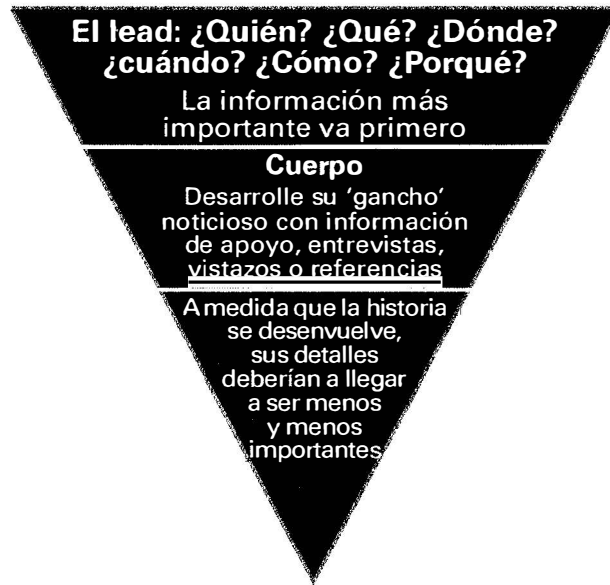 El lead: ¿Quién? ¿Qué? ¿Dónde?
¿cuándo? ¿Cómo? ¿Porqué?
La información más
importante va primero
Cuerpo
Desarrolle su 'gancho'
noticioso con información
de apoyo, entrevistas,
vistazos o referencias
A medida que la historia
se desenvuelve,
sus detalles
deberían a llegar
a ser menos
y menos
importantes